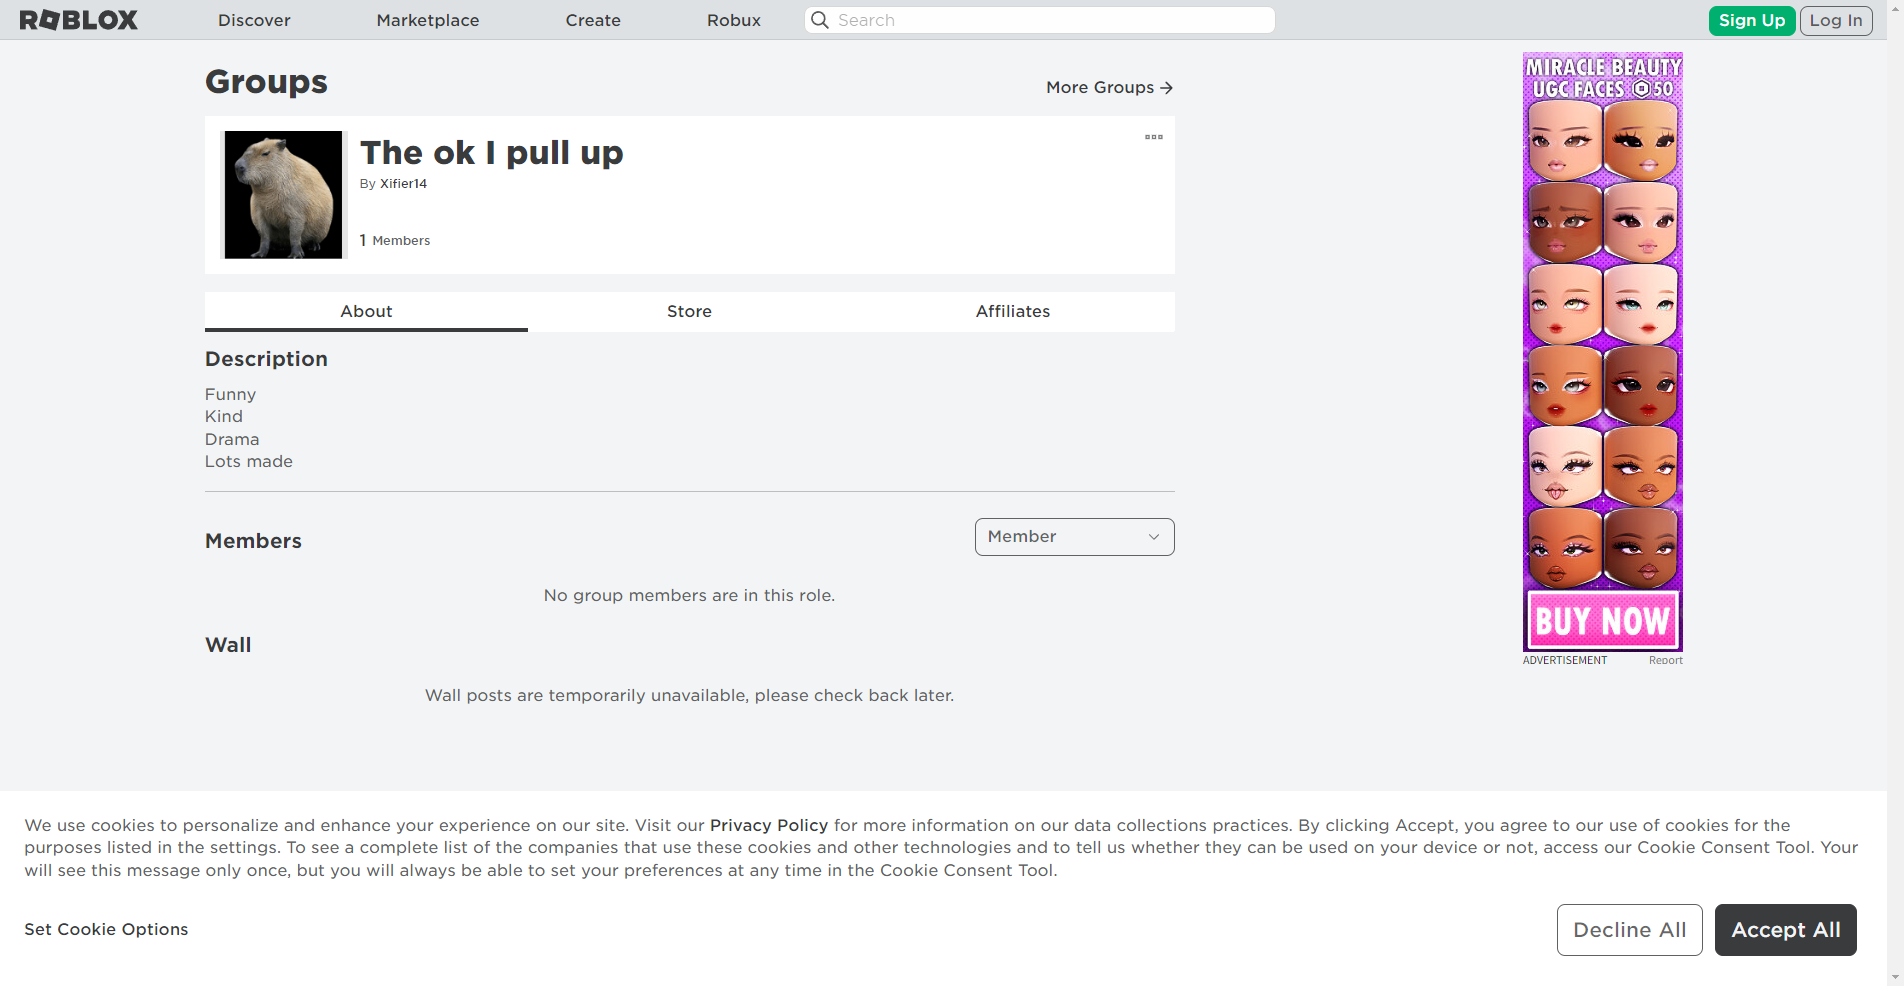 ROBLOX
Discover
Marketplace
Create
Robux
Search
Sign Up
Log In
Groups
More Groups
The ok I pull up
By Xifier14
1 Members
About
Store
Affiliates
Description
Funny
Kind
Drama
Lots made
Members
Member
No group members are in this role.
Wall
Wall posts are temporarily unavailable, please check back later.
MIRACLE BEAUTY
UGC FACES 50
BUY NOW
ADVERTISEMENT
Report
We use cookies to personalize and enhance your experience on our site. Visit our Privacy Policy for more information on our data collections practices. By clicking Accept, you agree to our use of cookies for the
purposes listed in the settings. To see a complete list of the companies that use these cookies and other technologies and to tell us whether they can be used on your device or not, access our Cookie Consent Tool. Your
will see this message only once, but you will always be able to set your preferences at any time in the Cookie Consent Tool.
Set Cookie Options
Decline All
Accept All